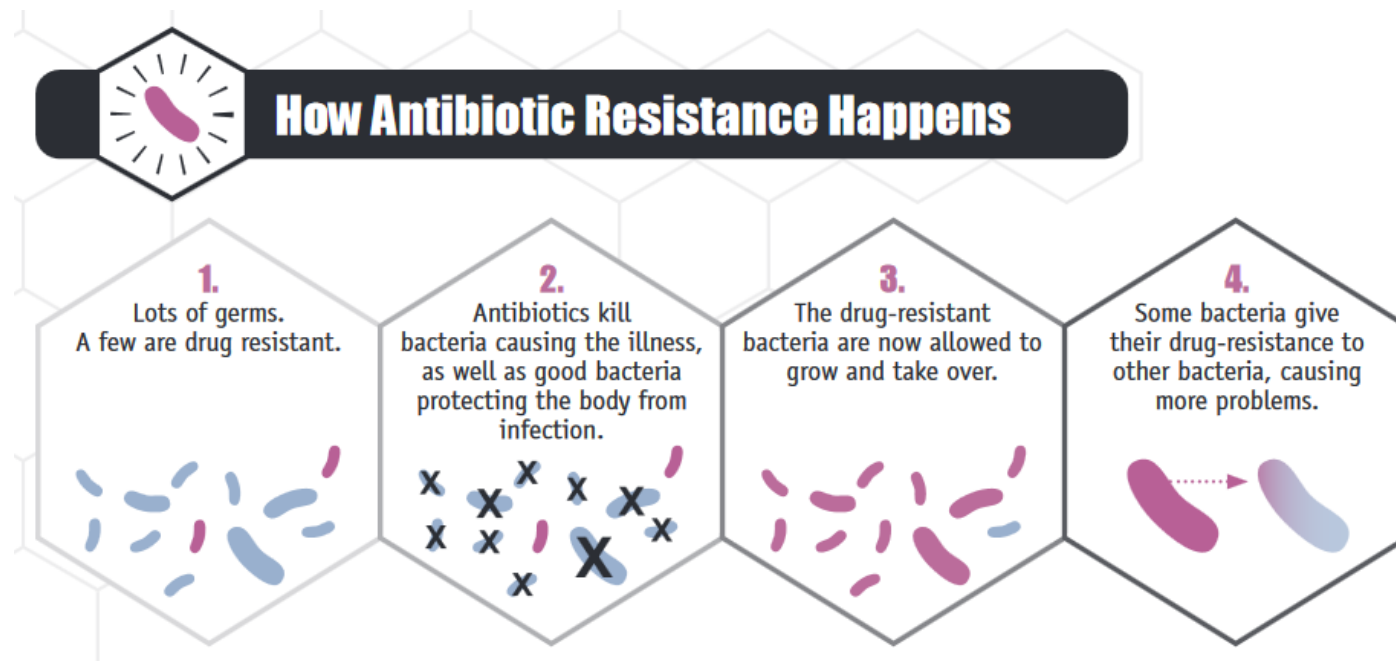 How Antibiotic Resistance Happens
1.
Lots of germs.
A few are drug resistant.
2.
Antibiotics kill
bacteria causing the illness,
as well as good bacteria
protecting the body from
infection.
X X X X X X X X X X
3.
The drug-resistant
bacteria are now allowed to
grow and take over.
4.
Some bacteria give
their drug-resistance to
other bacteria, causing
more problems.